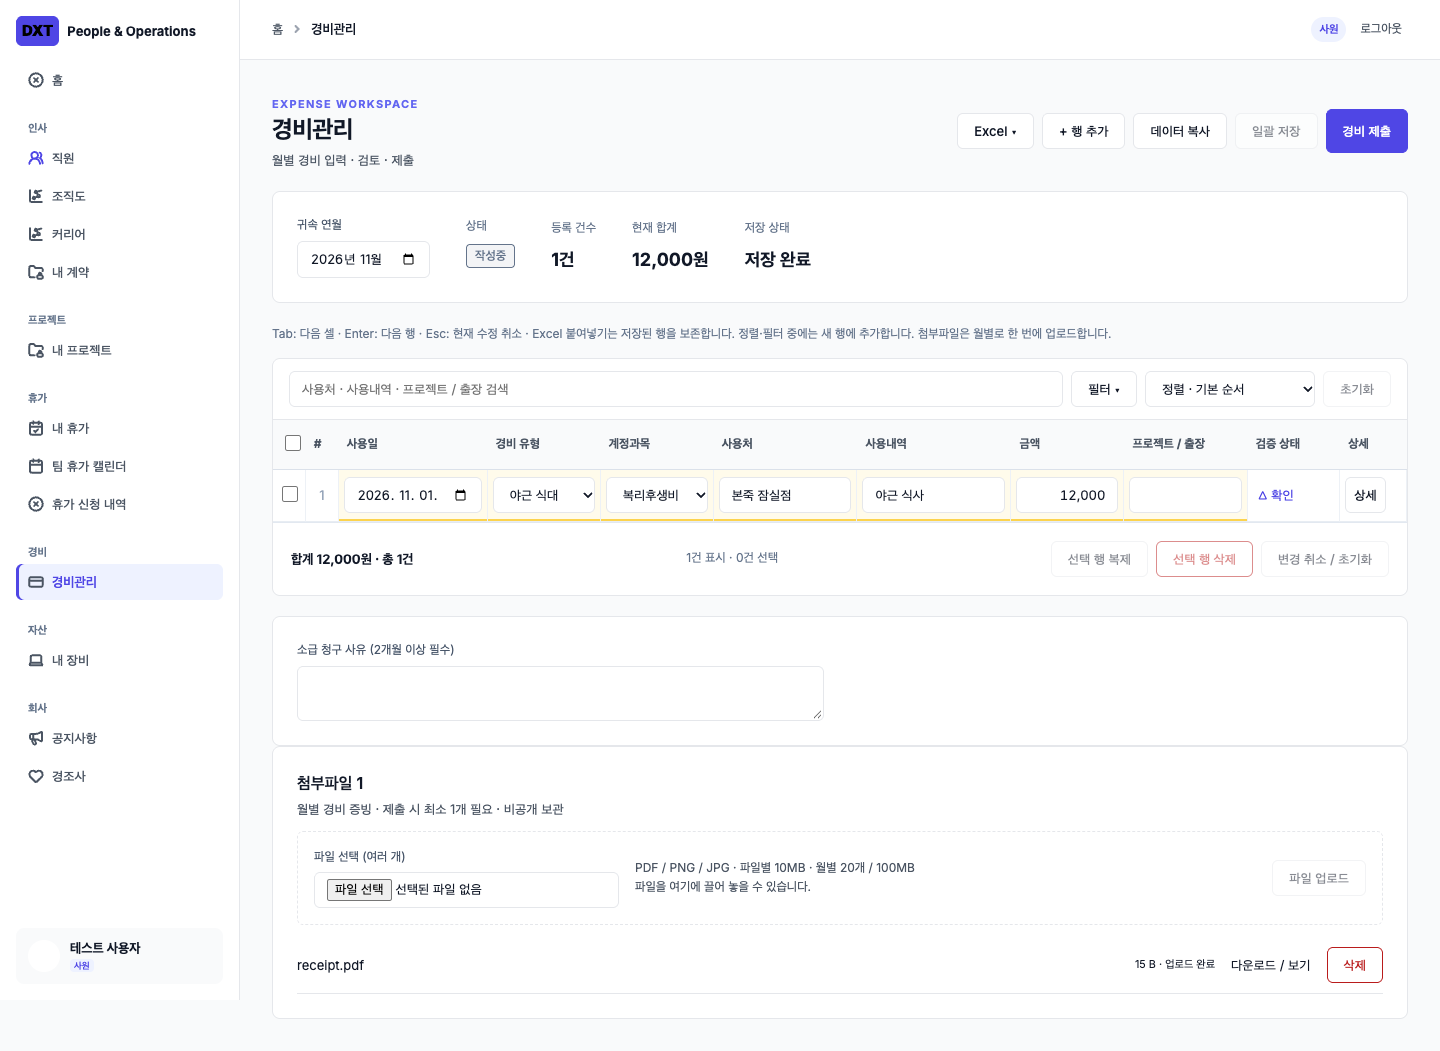 DXT People & Operations
홈
인사
직원
조직도
커리어
내 계약
프로젝트
내 프로젝트
휴가
내 휴가
팀 휴가 캘린더
휴가 신청 내역
경비
경비관리
자산
내 장비
회사
공지사항
경조사
테스트 사용자
사원
홈 > 경비관리
사원 로그아웃
EXPENSE WORKSPACE
경비관리
월별 경비 입력 · 검토 · 제출
Excel ▾ + 행 추가 데이터 복사 일괄 저장 경비 제출
귀속 연월 상태 등록 건수 현재 합계 저장 상태
2026년 11월 작성중 1건 12,000원 저장 완료
Tab: 다음 셀 · Enter: 다음 행 · Esc: 현재 수정 취소 · Excel 붙여넣기는 저장된 행을 보존합니다. 정렬·필터 중에는 새 행에 추가합니다. 첨부파일은 월별로 한 번에 업로드합니다.
사용처 · 사용내역 · 프로젝트 / 출장 검색 필터 ▾ 정렬 · 기본 순서 초기화
# 사용일 경비 유형 계정과목 사용처 사용내역 금액 프로젝트 / 출장 검증 상태 상세
1 2026. 11. 01. 야근 식대 복리후생비 본죽 잠실점 야근 식사 12,000 △ 확인 상세
합계 12,000원 · 총 1건 1건 표시 · 0건 선택 선택 행 복제 선택 행 삭제 변경 취소 / 초기화
소급 청구 사유 (2개월 이상 필수)
첨부파일 1
월별 경비 증빙 · 제출 시 최소 1개 필요 · 비공개 보관
파일 선택 (여러 개)
파일 선택 선택된 파일 없음
PDF / PNG / JPG · 파일별 10MB · 월별 20개 / 100MB
파일을 여기에 끌어 놓을 수 있습니다.
파일 업로드
receipt.pdf 15 B · 업로드 완료 다운로드 / 보기 삭제